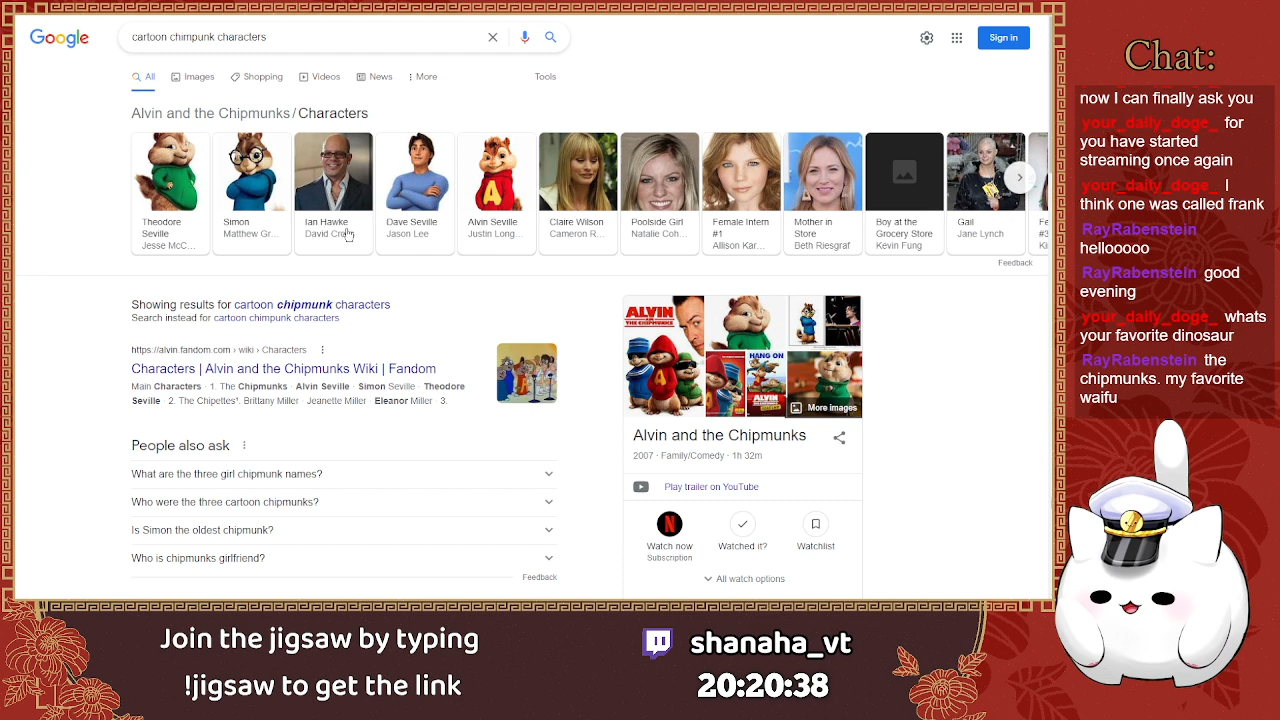 Google
cartoon chimpunk characters
Sign in
All
Images
Shopping
Videos
News
More
Tools
Alvin and the Chipmunks / Characters
Theodore Seville
Jesse McC...
Simon
Matthew Gr...
Ian Hawke
David Cro
Dave Seville
Jason Lee
Alvin Seville
Justin Long...
Claire Wilson
Cameron R...
Poolside Girl
Natalie Coh...
Female Intern #1
Allison Kar...
Mother in Store
Beth Riesgraf
Boy at the Grocery Store
Kevin Fung
Gail
Jane Lynch
Feedback
Showing results for cartoon chipmunk characters
Search instead for cartoon chimpunk characters
https://alvin.fandom.com › wiki › Characters
Characters | Alvin and the Chipmunks Wiki | Fandom
Main Characters · 1. The Chipmunks · Alvin Seville · Simon Seville · Theodore
Seville · 2. The Chipettes'. Brittany Miller · Jeanette Miller · Eleanor Miller · 3.
People also ask
What are the three girl chipmunk names?
Who were the three cartoon chipmunks?
Is Simon the oldest chipmunk?
Who is chipmunks girlfriend?
Feedback
ALVIN
HANG ON
ALVIN
More images
Alvin and the Chipmunks
2007 · Family/Comedy · 1h 32m
Play trailer on YouTube
N
Watch now
Subscription
Watched it?
Watchlist
All watch options
Chat:
now I can finally ask you
your_daily_doge_ for
you have started
streaming once again
your_daily_doge_ I
think one was called frank
RayRabenstein
hellooooo
RayRabenstein good
evening
your_daily_doge_ whats
your favorite dinosaur
RayRabenstein the
chipmunks. my favorite
waifu
Join the jigsaw by typing
!jigsaw to get the link
shanaha_vt
20:20:38